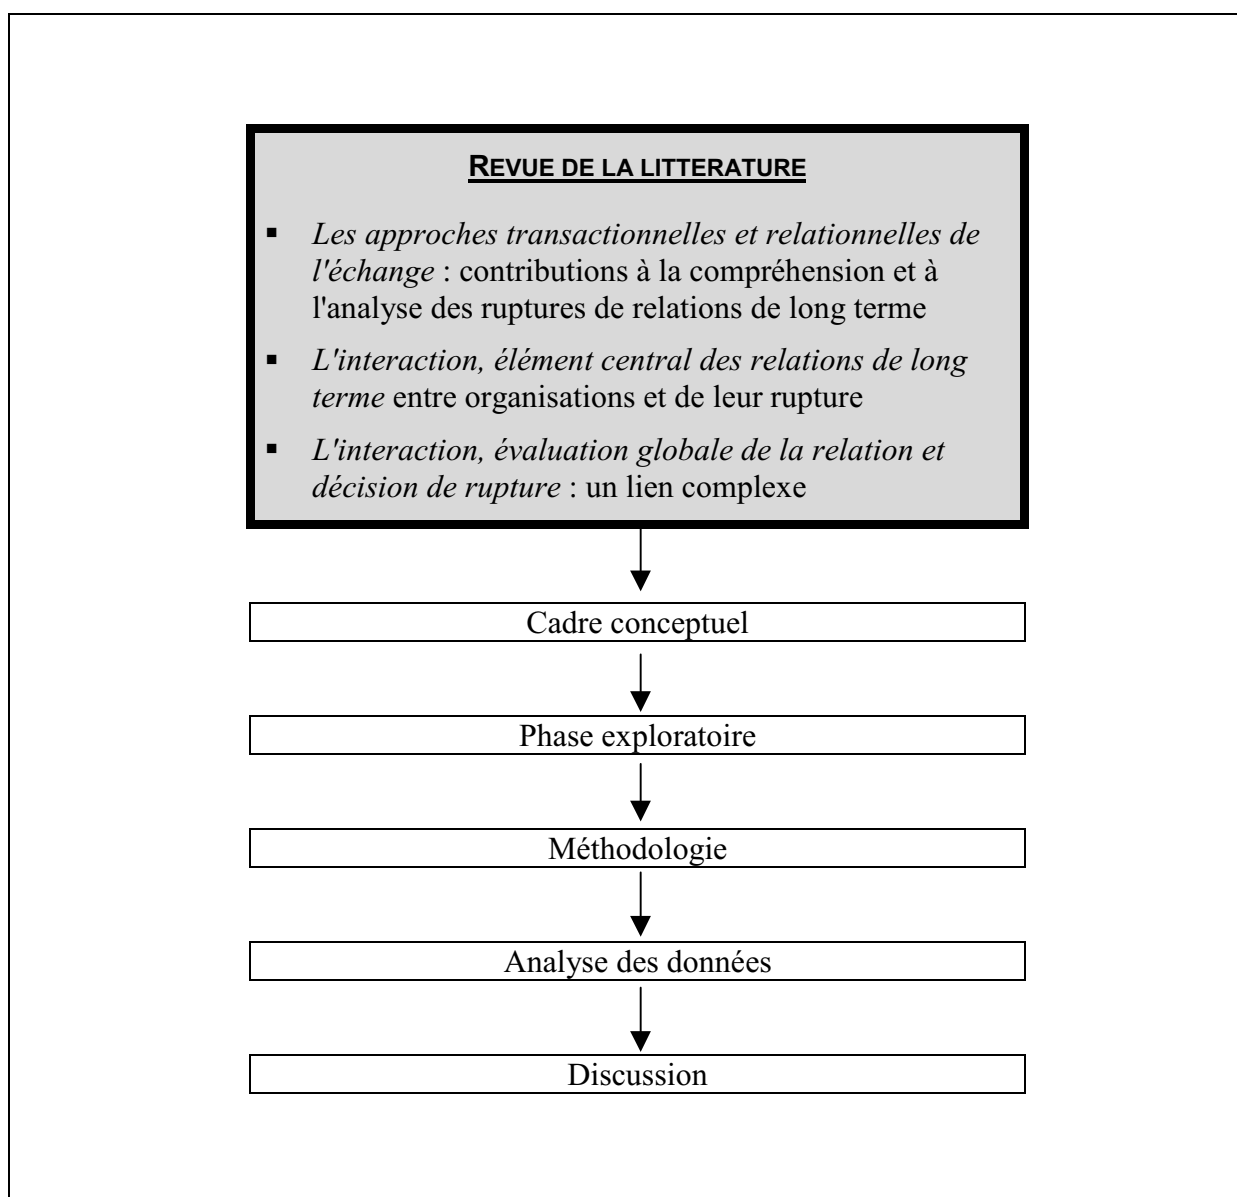 REVUE DE LA LITTERATURE
▪ Les approches transactionnelles et relationnelles de
l'échange : contributions à la compréhension et à
l'analyse des ruptures de relations de long terme
▪ L'interaction, élément central des relations de long
terme entre organisations et de leur rupture
▪ L'interaction, évaluation globale de la relation et
décision de rupture : un lien complexe
Cadre conceptuel
Phase exploratoire
Méthodologie
Analyse des données
Discussion